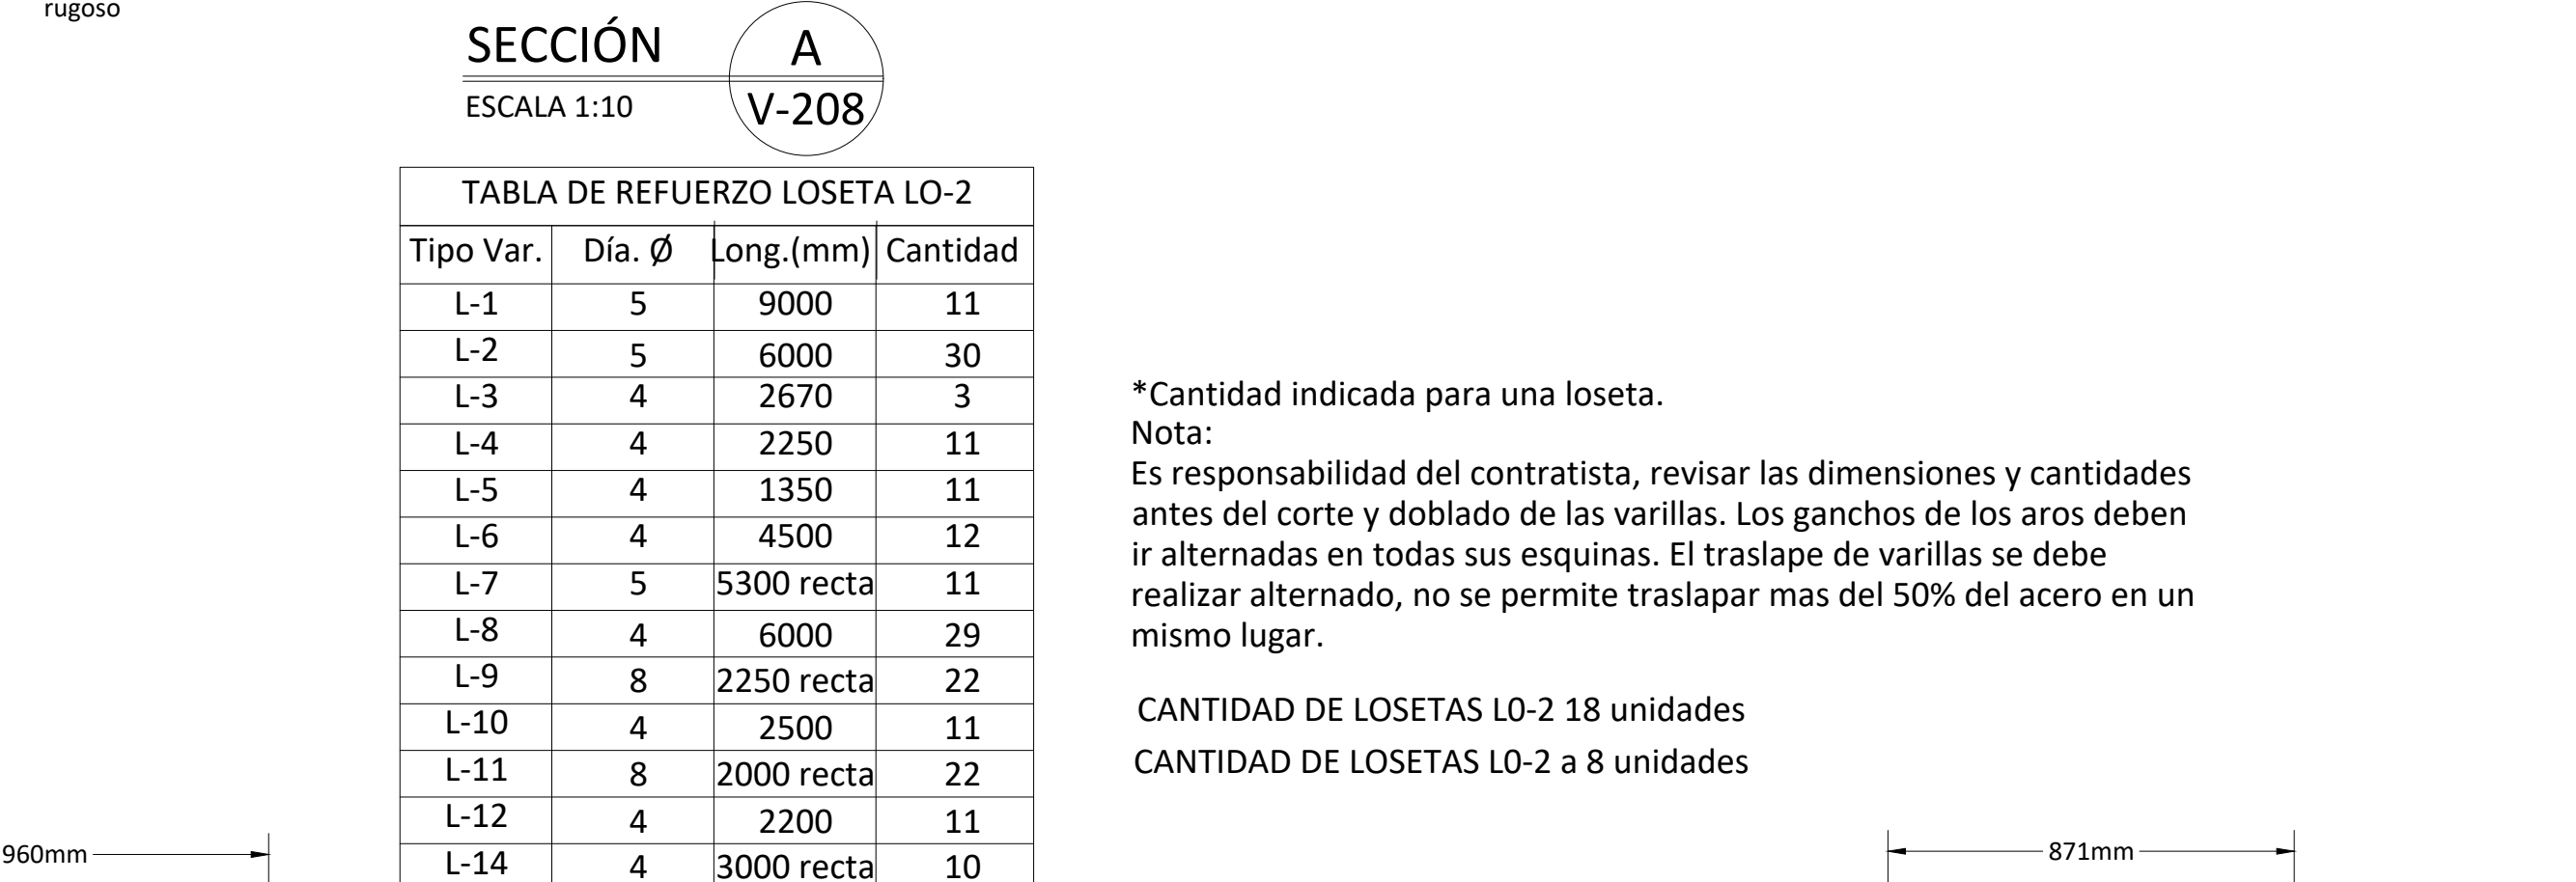 rugoso
SECCIÓN
A
ESCALA 1:10
V-208
TABLA DE REFUERZO LOSETA LO-2
Tipo Var. Día. Ø Long.(mm) Cantidad
L-1 5 9000 11
L-2 5 6000 30
L-3 4 2670 3
L-4 4 2250 11
L-5 4 1350 11
L-6 4 4500 12
L-7 5 5300 recta 11
L-8 4 6000 29
L-9 8 2250 recta 22
L-10 4 2500 11
L-11 8 2000 recta 22
L-12 4 2200 11
L-14 4 3000 recta 10
*Cantidad indicada para una loseta.
Nota:
Es responsabilidad del contratista, revisar las dimensiones y cantidades
antes del corte y doblado de las varillas. Los ganchos de los aros deben
ir alternadas en todas sus esquinas. El traslape de varillas se debe
realizar alternado, no se permite traslapar mas del 50% del acero en un
mismo lugar.
CANTIDAD DE LOSETAS L0-2 18 unidades
CANTIDAD DE LOSETAS L0-2 a 8 unidades
960mm
871mm